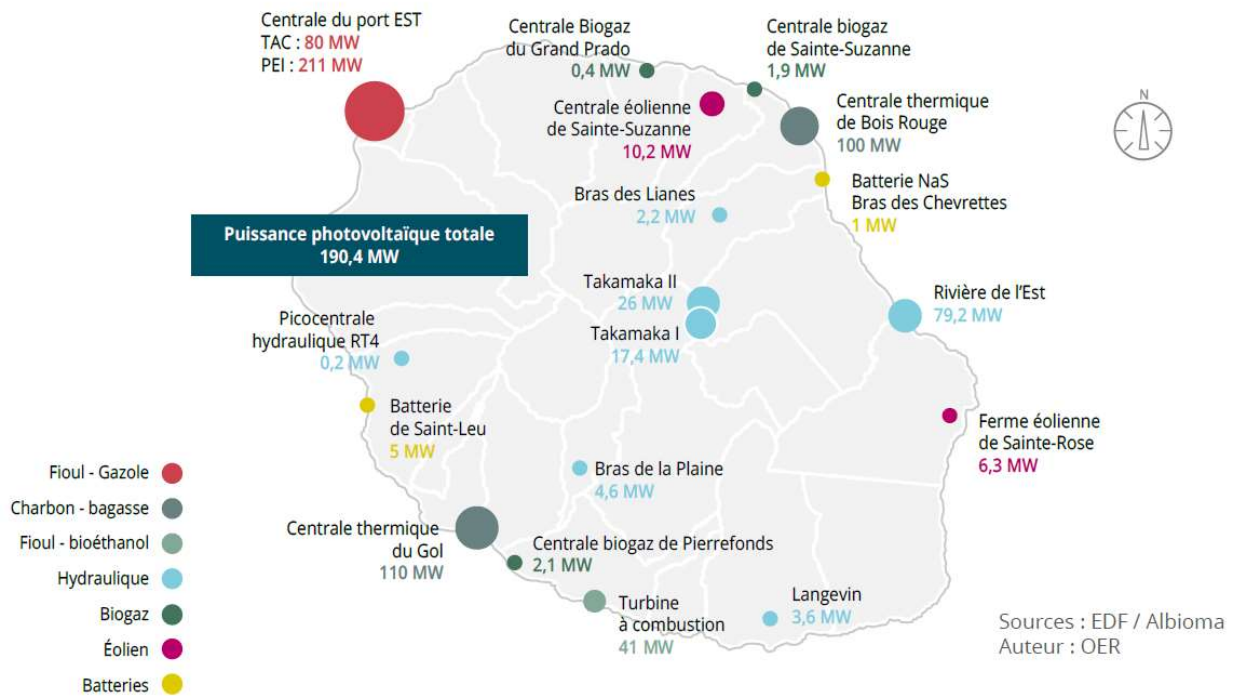 Centrale du port EST
TAC : 80 MW
PEI : 211 MW
Centrale Biogaz
du Grand Prado
0,4 MW
Centrale biogaz
de Sainte-Suzanne
1,9 MW
Centrale éolienne
de Sainte-Suzanne
10,2 MW
Centrale thermique
de Bois Rouge
100 MW
N
Bras des Lianes
2,2 MW
Batterie NaS
Bras des Chevrettes
1 MW
Puissance photovoltaïque totale
190,4 MW
Takamaka II
26 MW
Takamaka I
17,4 MW
Rivière de l'Est
79,2 MW
Picocentrale
hydraulique RT4
0,2 MW
Batterie
de Saint-Leu
5 MW
Ferme éolienne
de Sainte-Rose
6,3 MW
Bras de la Plaine
4,6 MW
Centrale thermique
du Gol
110 MW
Centrale biogaz de Pierrefonds
2,1 MW
Turbine
à combustion
41 MW
Langevin
3,6 MW
Fioul - Gazole
Charbon - bagasse
Fioul - bioéthanol
Hydraulique
Biogaz
Éolien
Batteries
Sources : EDF / Albioma
Auteur : OER